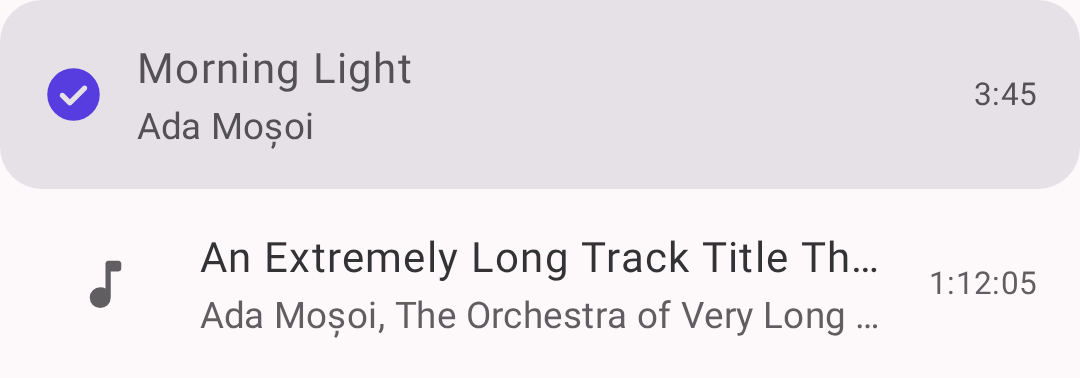 Morning Light
Ada Moșoi
3:45
An Extremely Long Track Title Th…
Ada Moșoi, The Orchestra of Very Long …
1:12:05